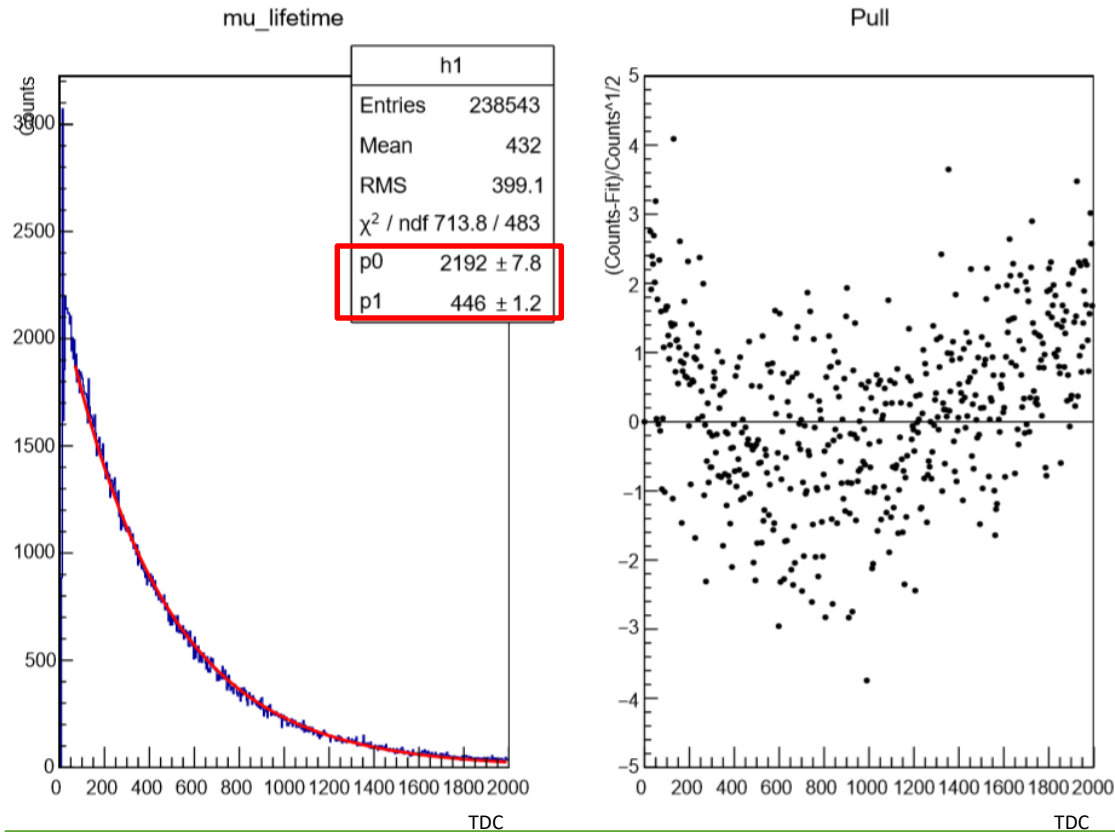 mu_lifetime
Counts
3000
2500
2000
1500
1000
500
0
0 200 400 600 800 1000 1200 1400 1600 1800 2000
TDC
h1
Entries 238543
Mean 432
RMS 399.1
χ² / ndf 713.8 / 483
p0 2192 ± 7.8
p1 446 ± 1.2
Pull
(Counts-Fit)/Counts^1/2
5
4
3
2
1
0
−1
−2
−3
−4
−5
0 200 400 600 800 1000 1200 1400 1600 1800 2000
TDC